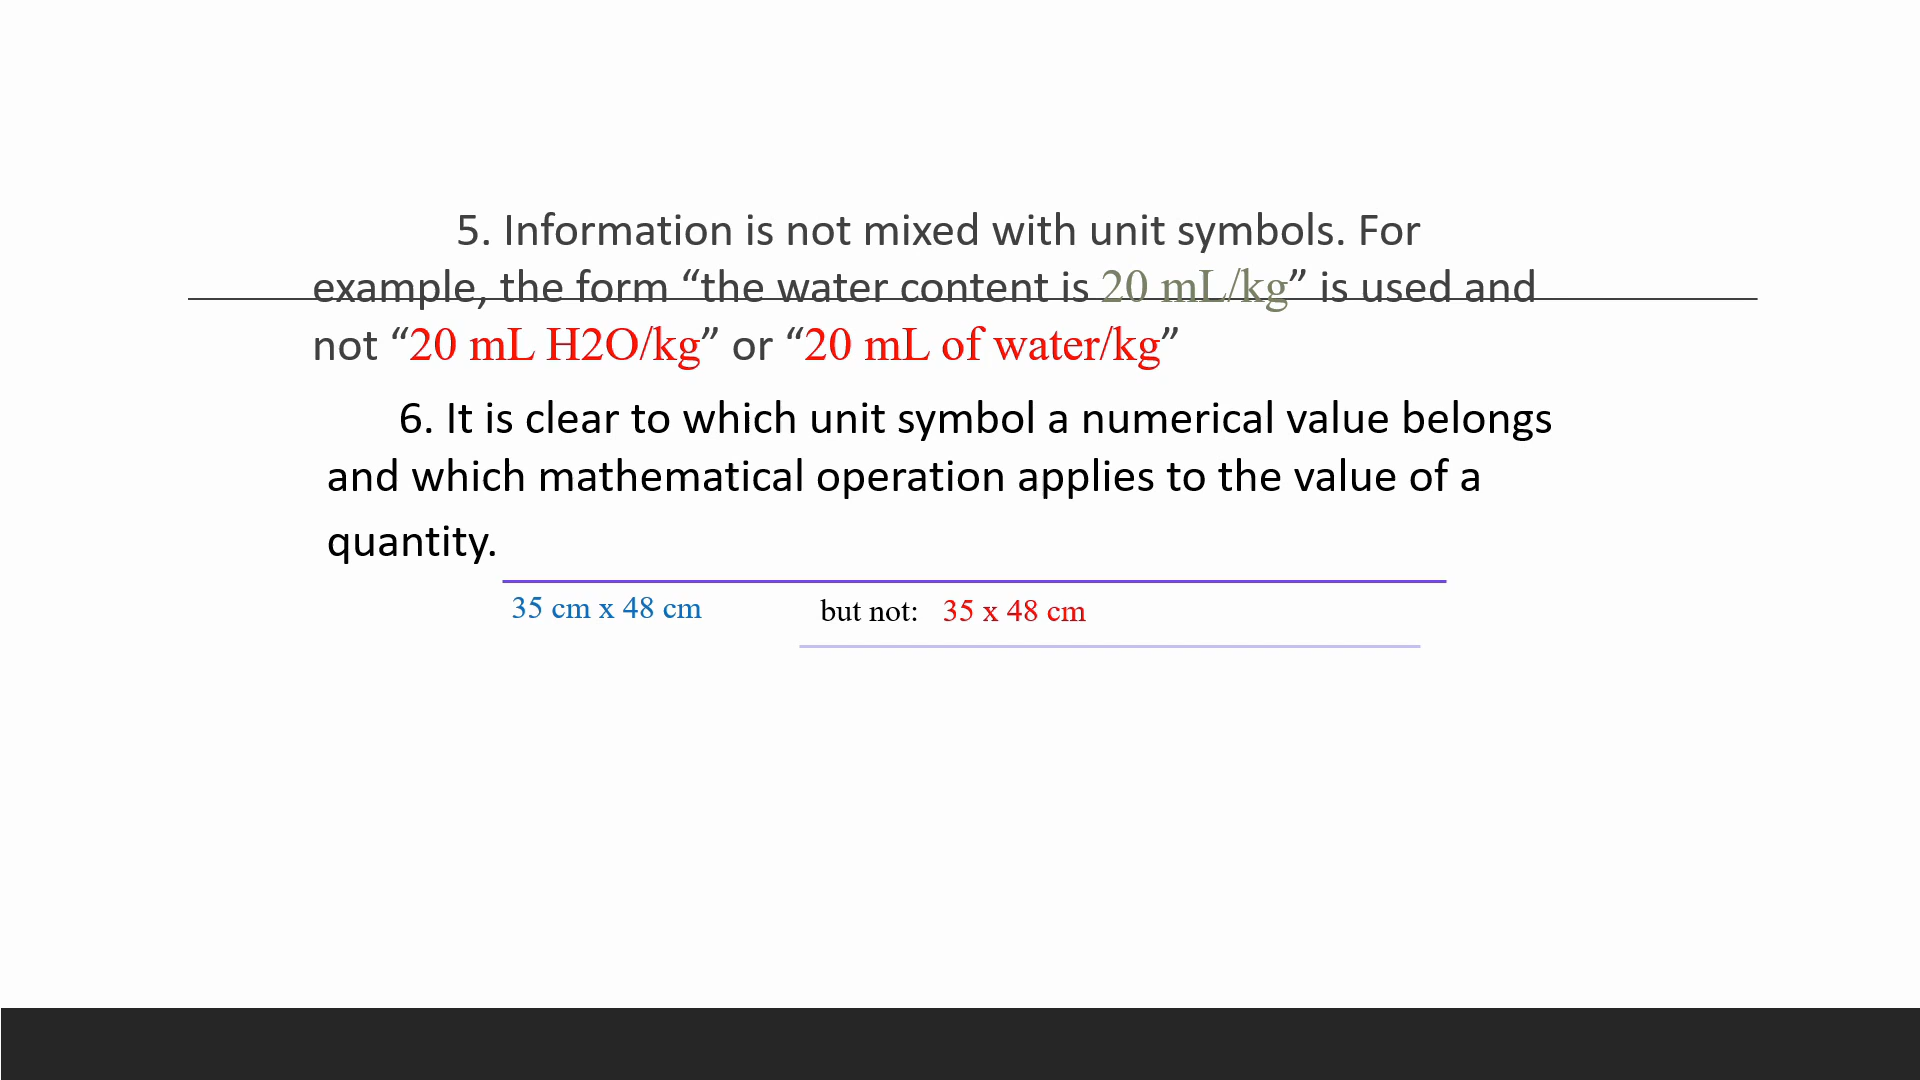 5. Information is not mixed with unit symbols. For
example, the form “the water content is 20 mL/kg” is used and
not “20 mL H2O/kg” or “20 mL of water/kg”
6. It is clear to which unit symbol a numerical value belongs
and which mathematical operation applies to the value of a
quantity.
35 cm x 48 cm but not: 35 x 48 cm